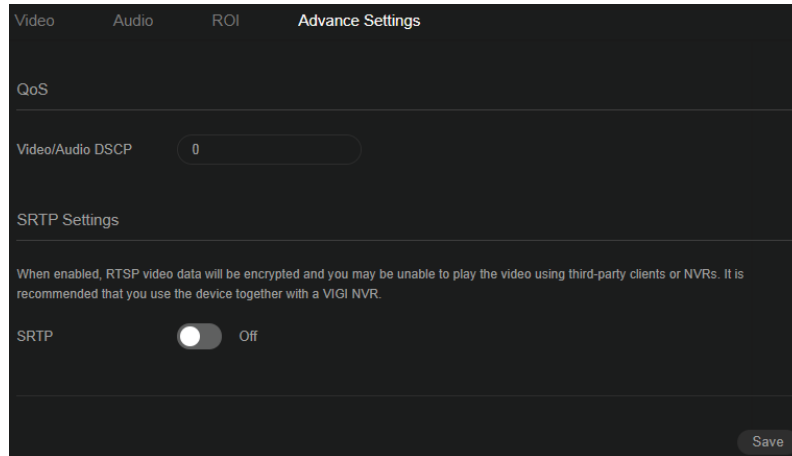 Video Audio ROI Advance Settings
QoS
Video/Audio DSCP 0
SRTP Settings
When enabled, RTSP video data will be encrypted and you may be unable to play the video using third-party clients or NVRs. It is
recommended that you use the device together with a VIGI NVR.
SRTP Off
Save